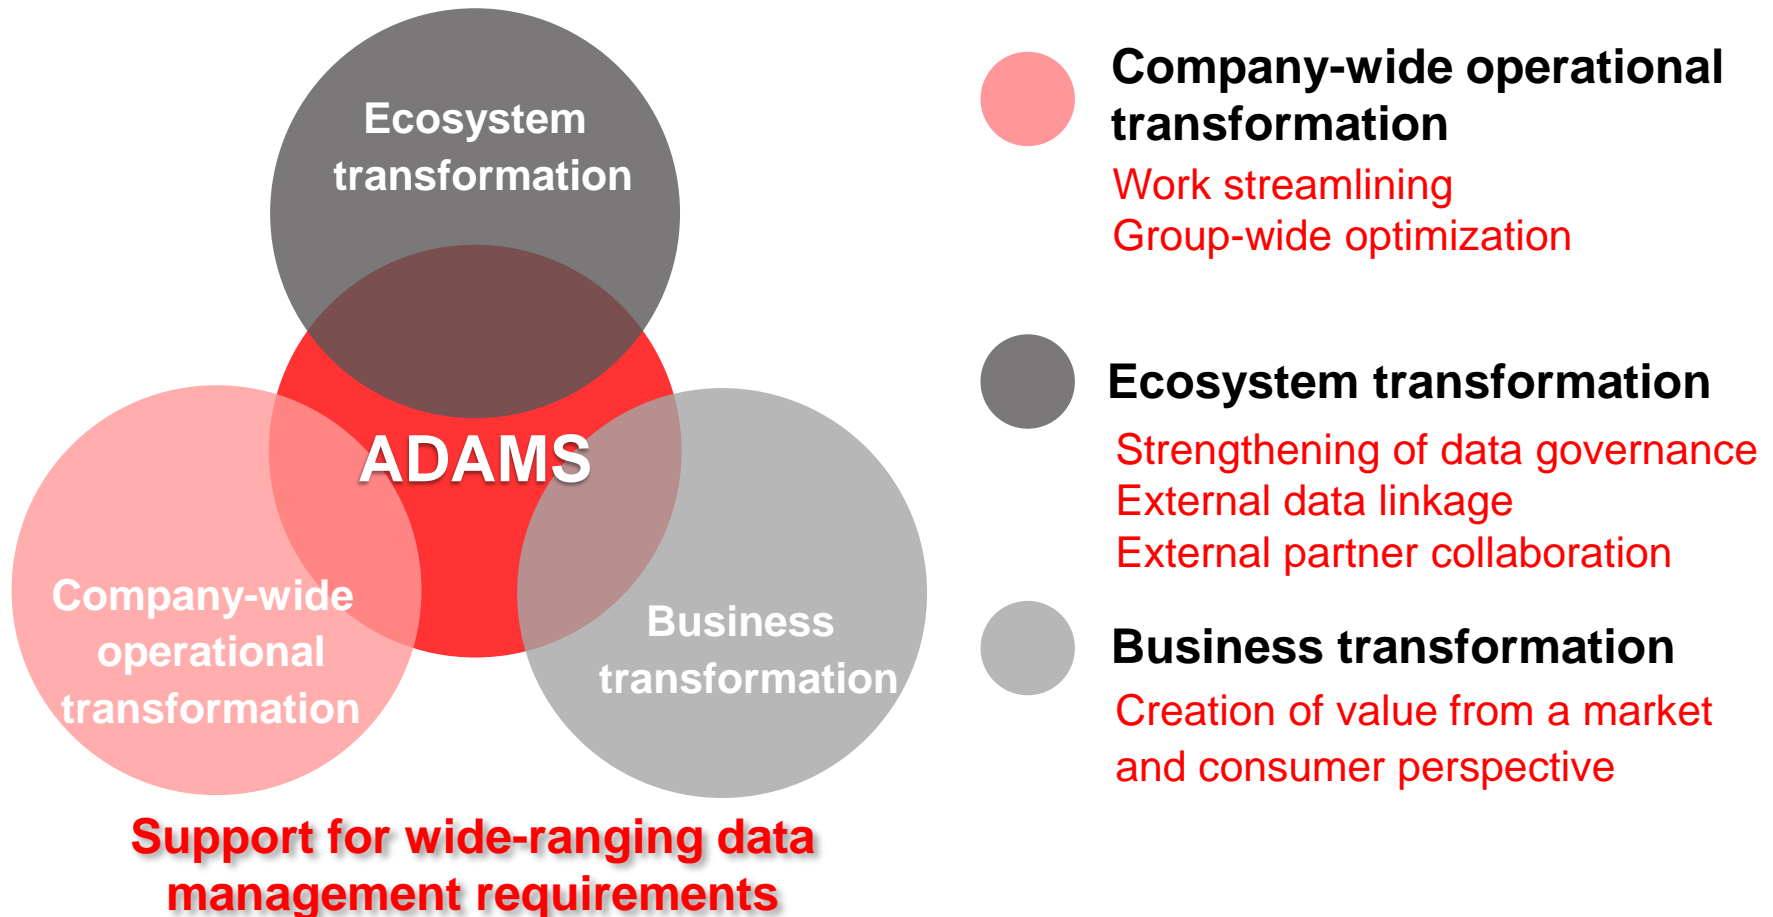 Ecosystem
transformation
ADAMS
Company-wide
operational
transformation
Business
transformation
Support for wide-ranging data
management requirements
Company-wide operational
transformation
Work streamlining
Group-wide optimization
Ecosystem transformation
Strengthening of data governance
External data linkage
External partner collaboration
Business transformation
Creation of value from a market
and consumer perspective